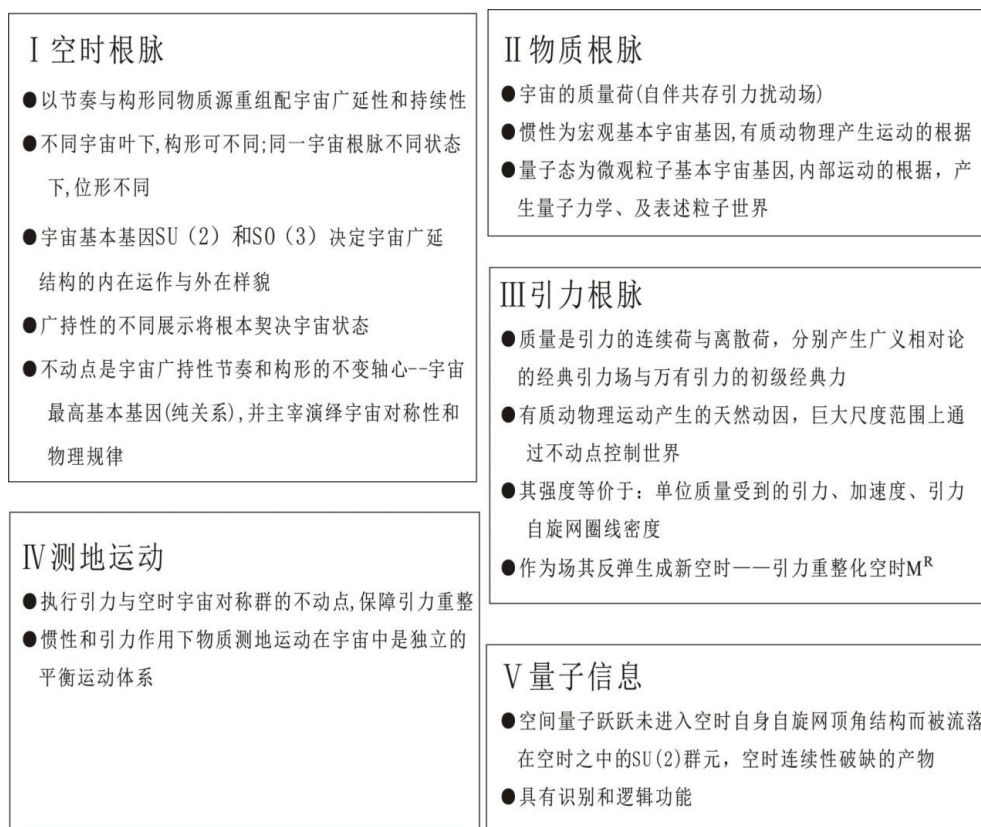 Ⅰ空时根脉
●以节奏与构形同物质源重组配宇宙广延性和持续性
●不同宇宙叶下,构形可不同;同一宇宙根脉不同状态
下,位形不同
●宇宙基本基因SU（2）和SO（3）决定宇宙广延
结构的内在运作与外在样貌
●广持性的不同展示将根本契决宇宙状态
●不动点是宇宙广持性节奏和构形的不变轴心--宇宙
最高基本基因(纯关系),并主宰演绎宇宙对称性和
物理规律
Ⅱ物质根脉
●宇宙的质量荷(自伴共存引力扰动场)
●惯性为宏观基本宇宙基因,有质动物理产生运动的根据
●量子态为微观粒子基本宇宙基因,内部运动的根据，产
生量子力学、及表述粒子世界
Ⅲ引力根脉
●质量是引力的连续荷与离散荷，分别产生广义相对论
的经典引力场与万有引力的初级经典力
●有质动物理运动产生的天然动因，巨大尺度范围上通
过不动点控制世界
●其强度等价于：单位质量受到的引力、加速度、引力
自旋网圈线密度
●作为场其反弹生成新空时——引力重整化空时Mᴿ
Ⅳ测地运动
●执行引力与空时宇宙对称群的不动点,保障引力重整
●惯性和引力作用下物质测地运动在宇宙中是独立的
平衡运动体系
Ⅴ量子信息
●空间量子跃跃未进入空时自身自旋网顶角结构而被流落
在空时之中的SU(2)群元，空时连续性破缺的产物
●具有识别和逻辑功能